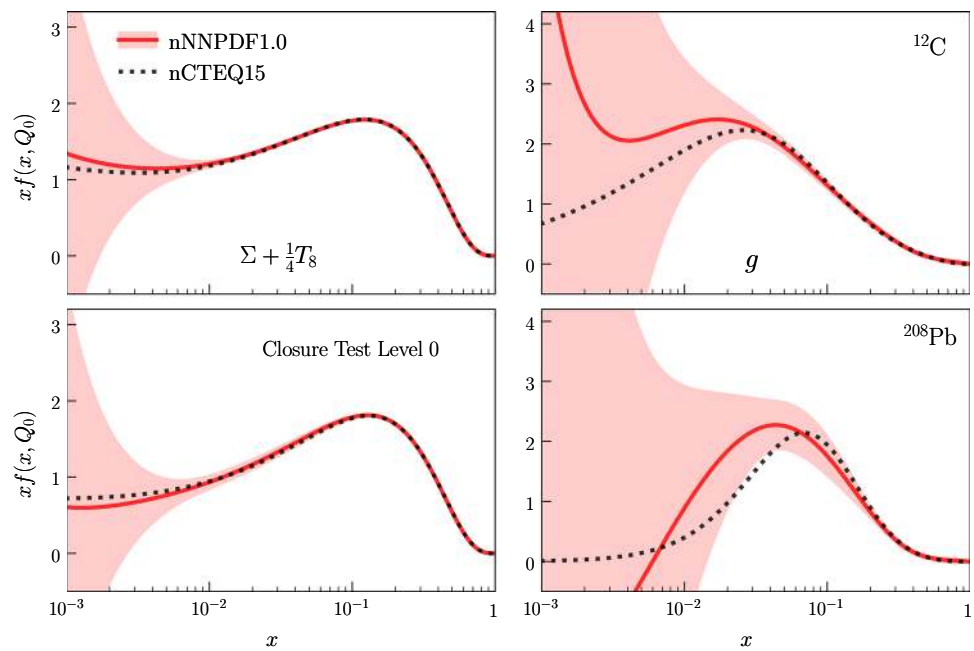 3
2
1
0
xf(x, Q₀)
nNNPDF1.0
nCTEQ15
Σ + ¼T₈
4
3
2
1
0
¹²C
g
3
2
1
0
xf(x, Q₀)
Closure Test Level 0
10⁻³
10⁻²
10⁻¹
1
x
4
3
2
1
0
²⁰⁸Pb
10⁻³
10⁻²
10⁻¹
1
x